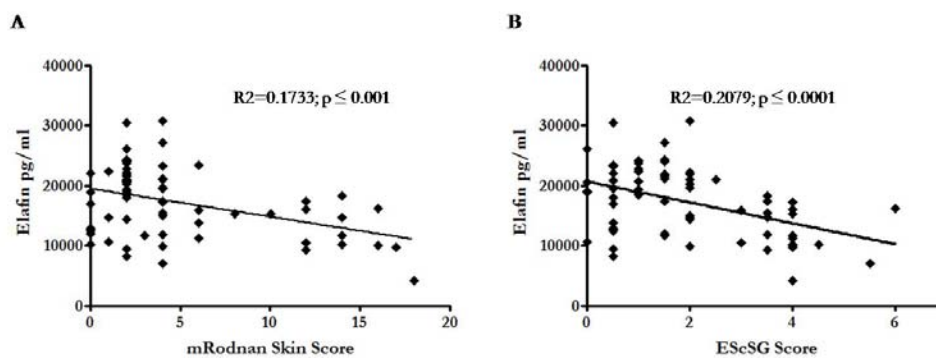 A
40000
30000
20000
10000
0
Elafin pg/ml
R2=0.1733; p ≤ 0.001
0
5
10
15
20
mRodnan Skin Score
B
40000
30000
20000
10000
0
Elafin pg/ml
R2=0.2079; p ≤ 0.0001
0
2
4
6
EScSG Score